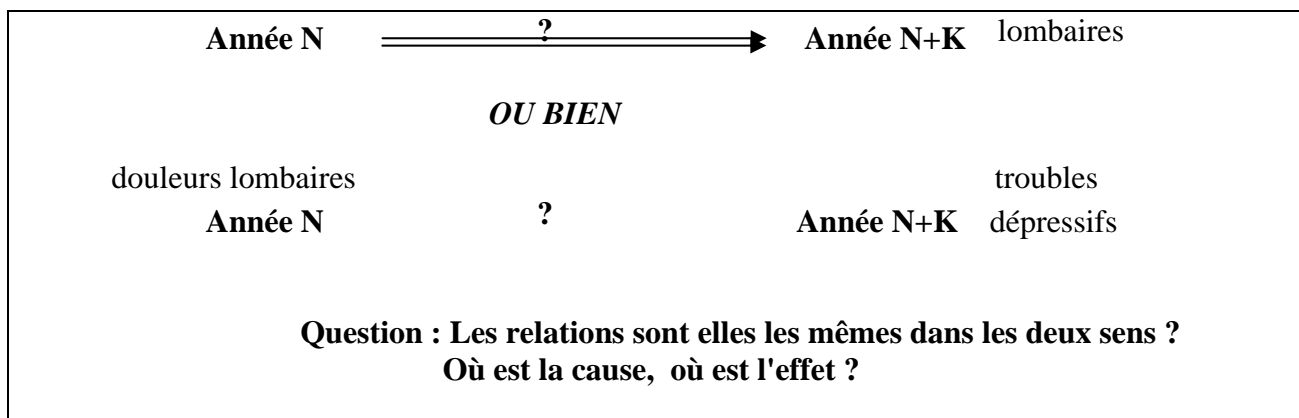 Année N ? Année N+K lombaires
OU BIEN
douleurs lombaires troubles
Année N ? Année N+K dépressifs
Question : Les relations sont elles les mêmes dans les deux sens ?
Où est la cause, où est l'effet ?